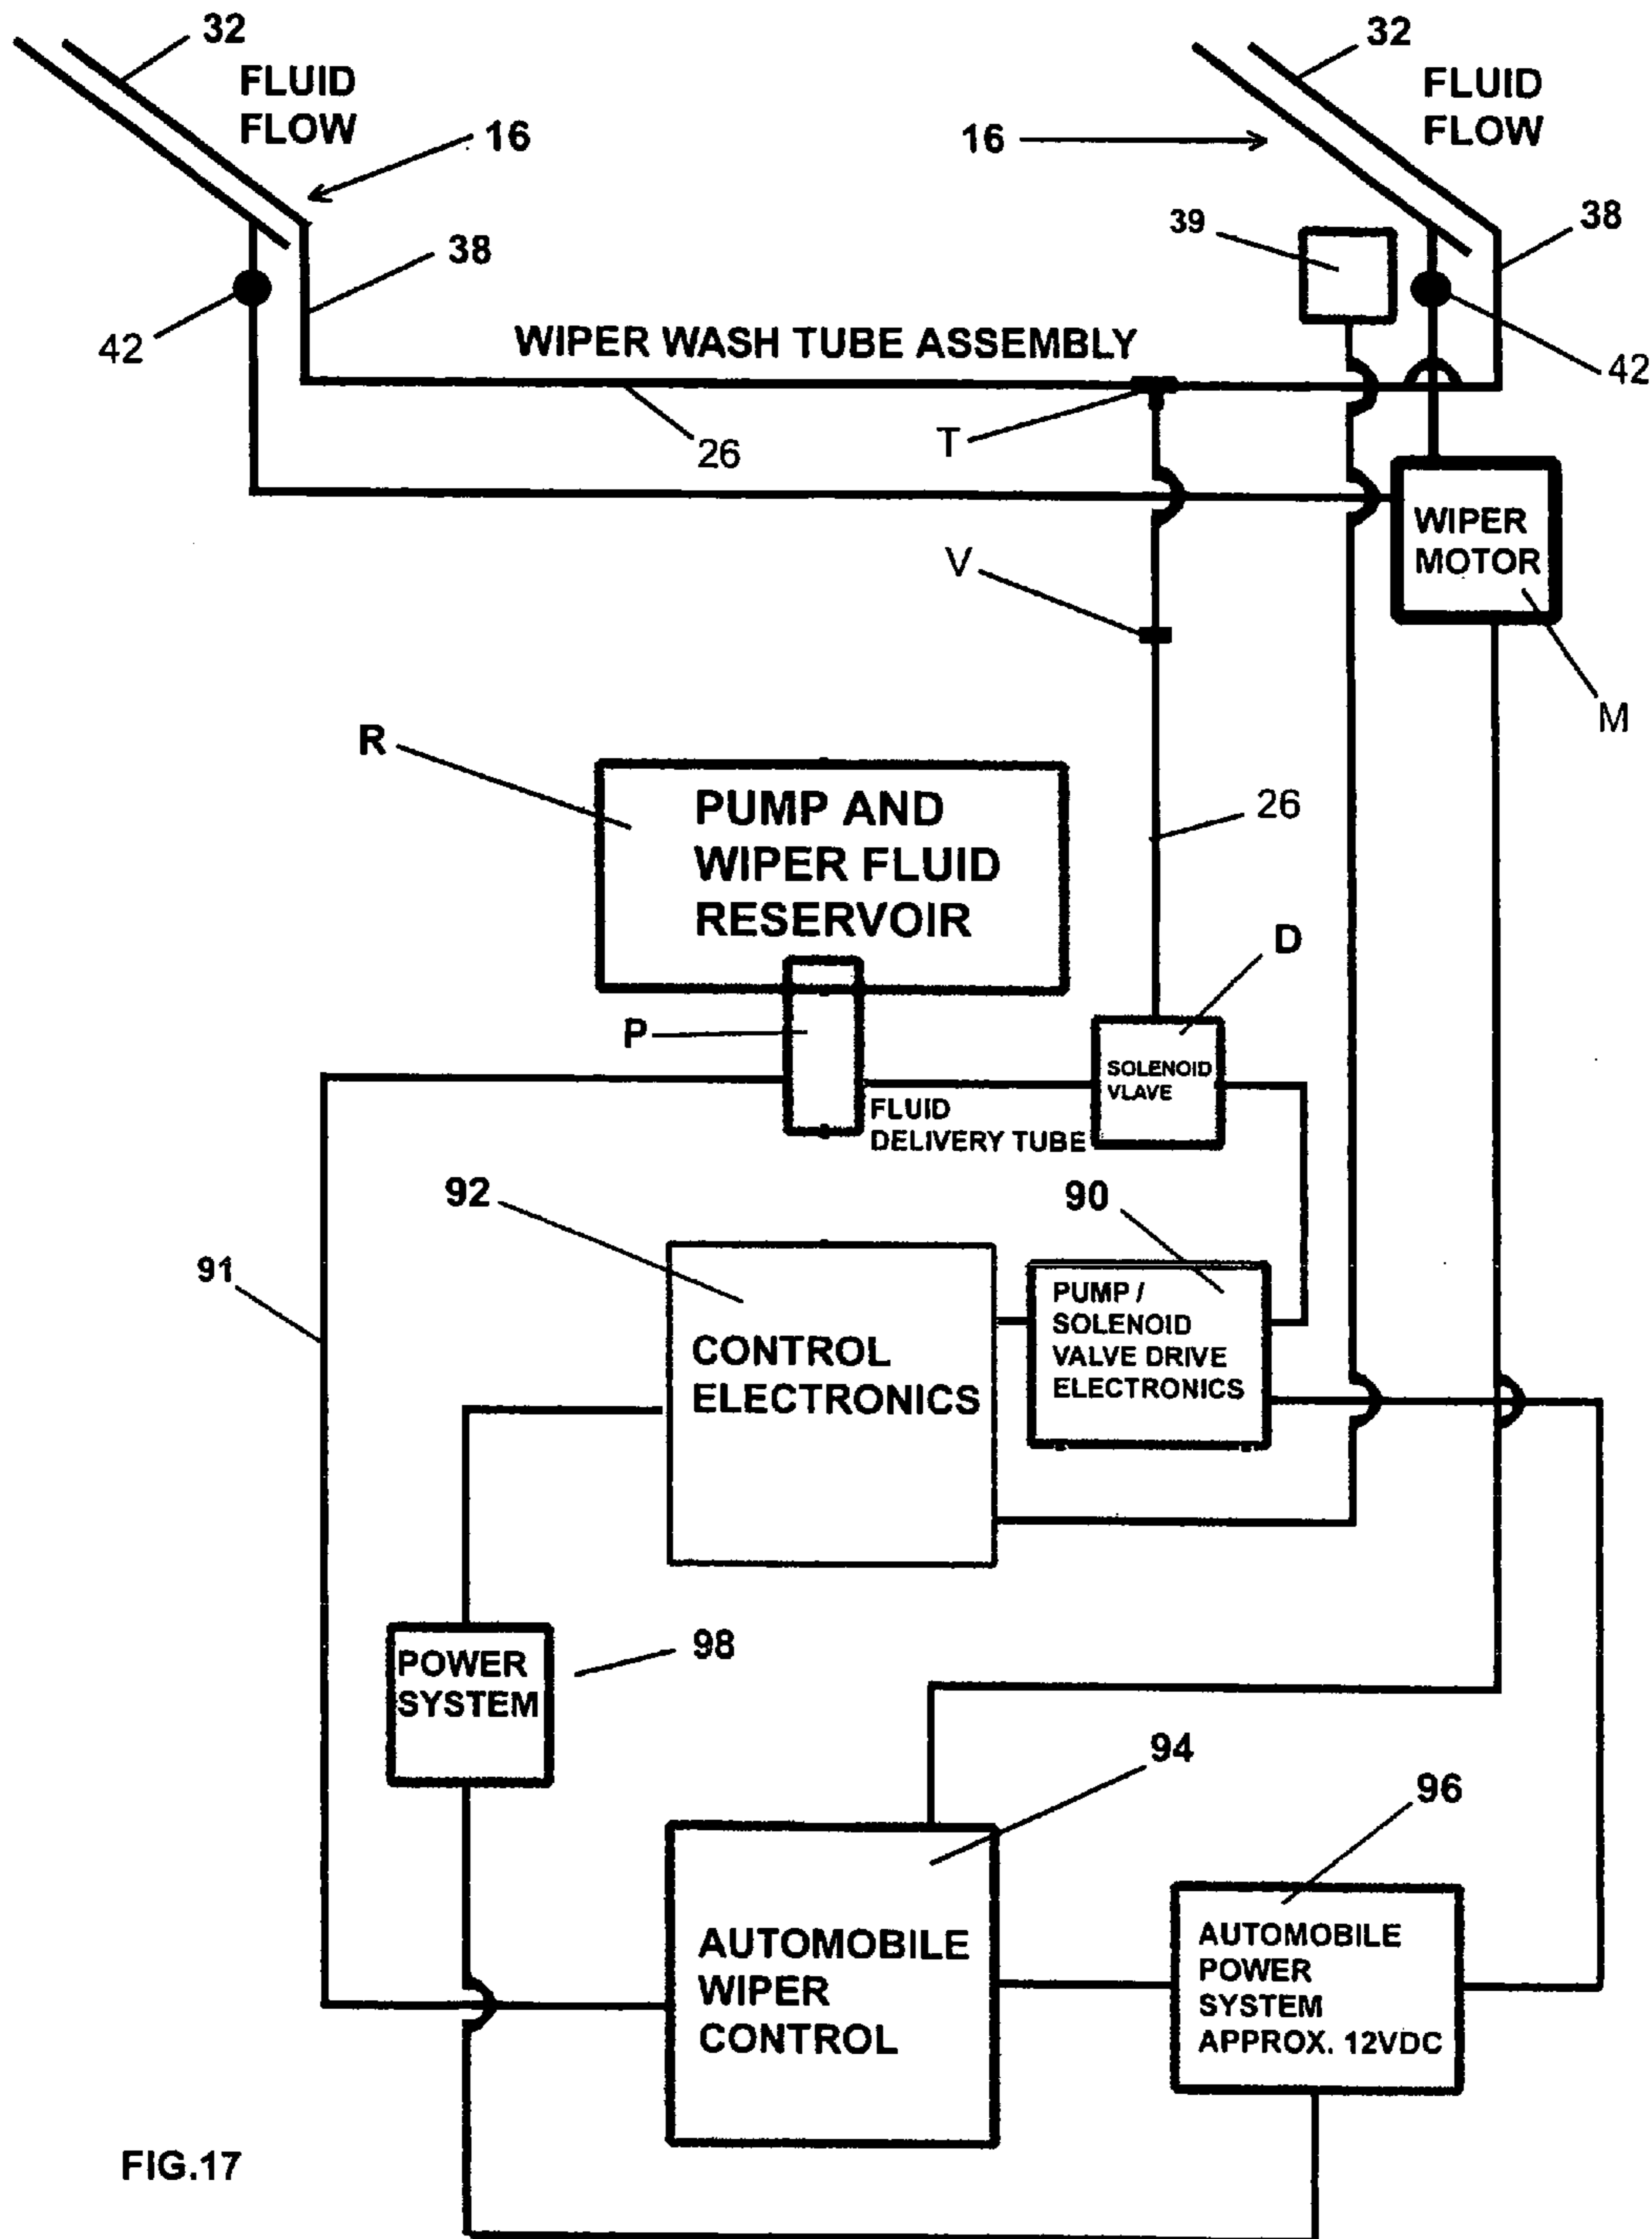 32
FLUID
FLOW
16
38
42
WIPER WASH TUBE ASSEMBLY
26
T
32
FLUID
FLOW
16
39
38
42
WIPER
MOTOR
M
V
R
PUMP AND
WIPER FLUID
RESERVOIR
26
D
P
SOLENOID
VLAVE
FLUID
DELIVERY TUBE
92
90
91
CONTROL
ELECTRONICS
PUMP /
SOLENOID
VALVE DRIVE
ELECTRONICS
POWER
SYSTEM
98
94
96
AUTOMOBILE
WIPER
CONTROL
AUTOMOBILE
POWER
SYSTEM
APPROX. 12VDC
FIG.17